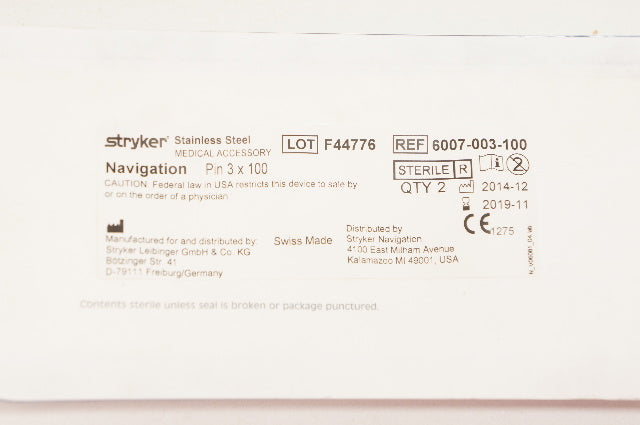 stryker Stainless Steel
MEDICAL ACCESSORY
LOT F44776
REF 6007-003-100
Navigation Pin 3 x 100
STERILE R
2
CAUTION: Federal law in USA restricts this device to sale by
or on the order of a physician
QTY 2
2014-12
2019-11
Manufactured for and distributed by:
Stryker Leibinger GmbH & Co. KG
Bötzinger Str. 41
D-79111 Freiburg/Germany
Swiss Made
Distributed by
Stryker Navigation
4100 East Milham Avenue
Kalamazoo MI 49001, USA
CE 1275
Contents sterile unless seal is broken or package punctured.